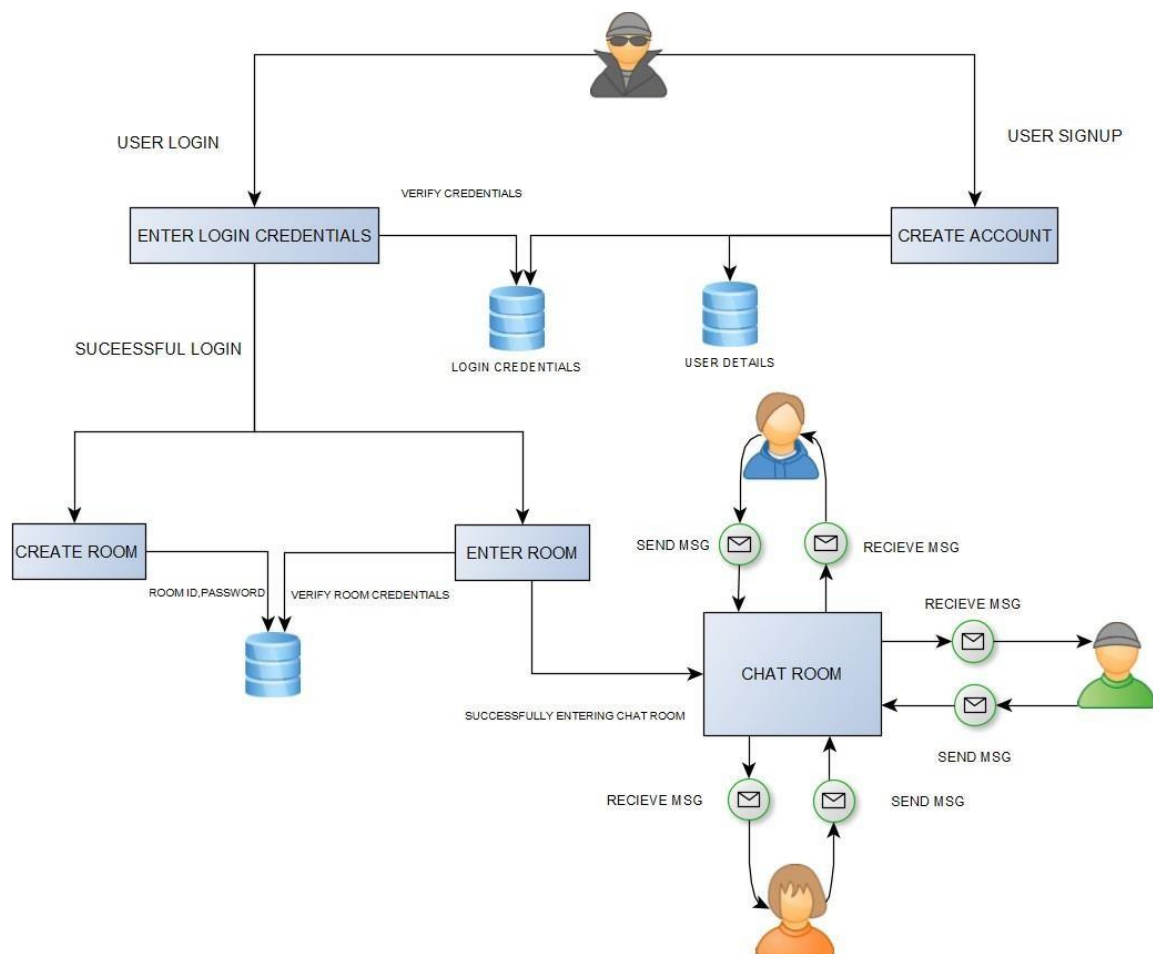 USER LOGIN
USER SIGNUP
VERIFY CREDENTIALS
ENTER LOGIN CREDENTIALS
CREATE ACCOUNT
SUCEESSFUL LOGIN
LOGIN CREDENTIALS
USER DETAILS
CREATE ROOM
ENTER ROOM
SEND MSG
RECIEVE MSG
ROOM ID,PASSWORD
VERIFY ROOM CREDENTIALS
RECIEVE MSG
CHAT ROOM
SUCCESSFULLY ENTERING CHAT ROOM
SEND MSG
RECIEVE MSG
SEND MSG